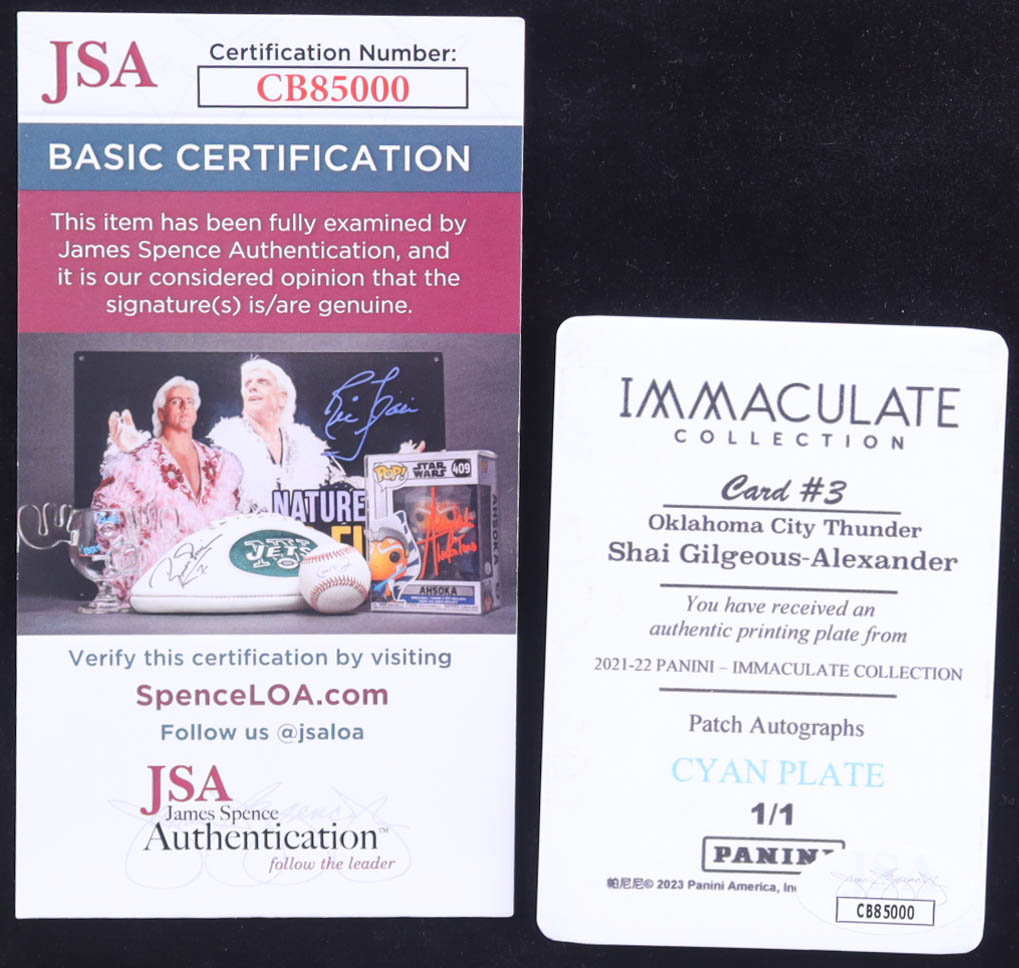 JSA
Certification Number:
CB85000
BASIC CERTIFICATION
This item has been fully examined by
James Spence Authentication, and
it is our considered opinion that the
signature(s) is/are genuine.
NATURE
POP! STAR WARS 409
AHSOKA
JETS
AHSOKA
Verify this certification by visiting
SpenceLOA.com
Follow us @jsaloa
JSA
James Spence
Authentication™
follow the leader
IMMACULATE
COLLECTION
Card #3
Oklahoma City Thunder
Shai Gilgeous-Alexander
You have received an
authentic printing plate from
2021-22 PANINI – IMMACULATE COLLECTION
Patch Autographs
CYAN PLATE
1/1
PANINI
帕尼尼© 2023 Panini America, In
JSA
CB85000